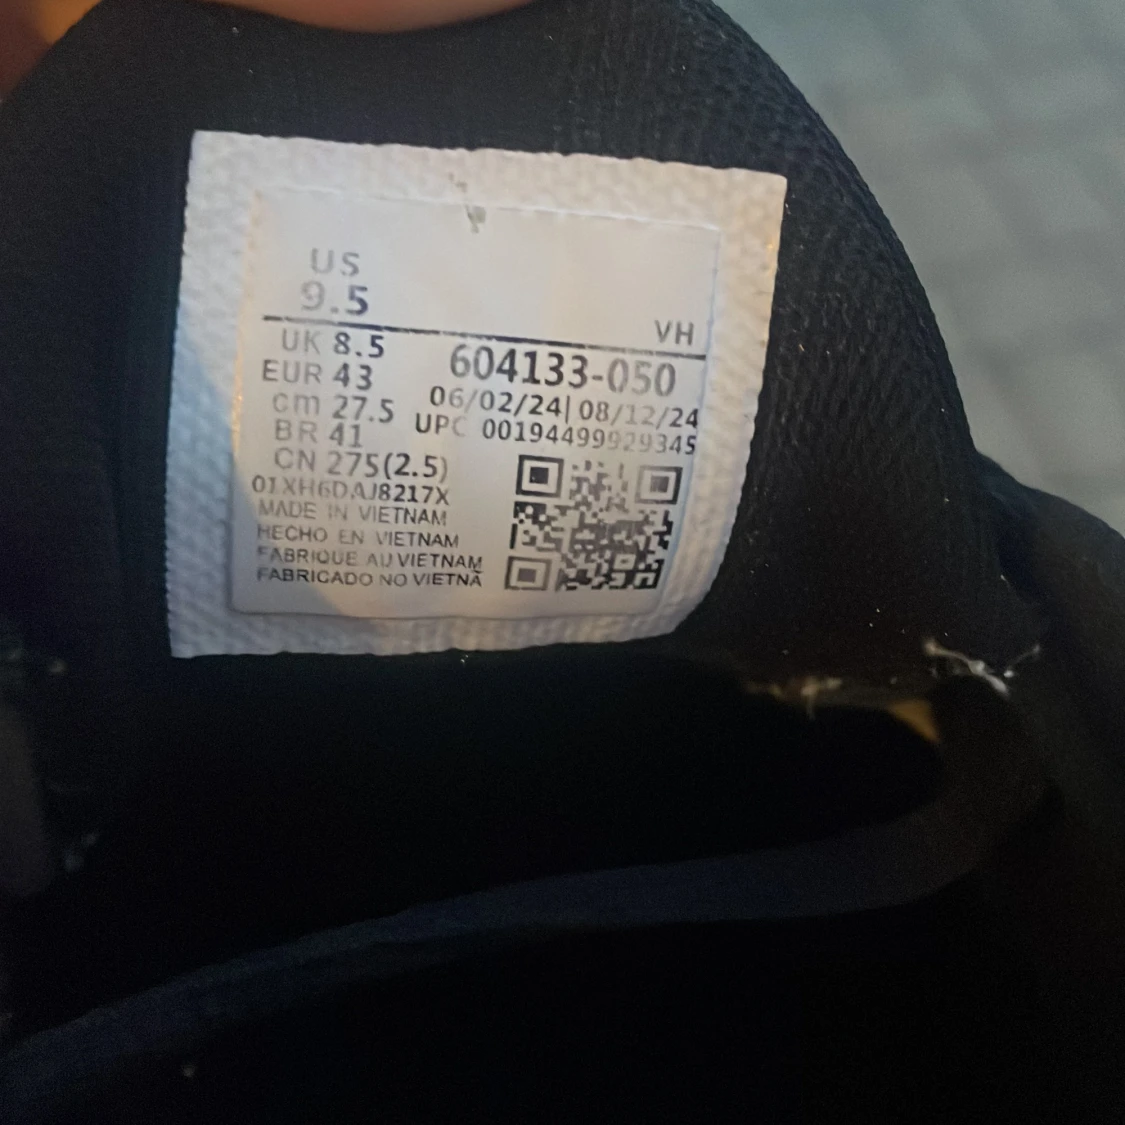 US
9.5
VH
UK 8.5
604133-050
EUR 43
06/02/24| 08/12/24
cm 27.5
UPC 00194499929345
BR 41
CN 275(2.5)
01XH6DAJ8217X
MADE IN VIETNAM
HECHO EN VIETNAM
FABRIQUE AU VIETNAM
FABRICADO NO VIETNÃ